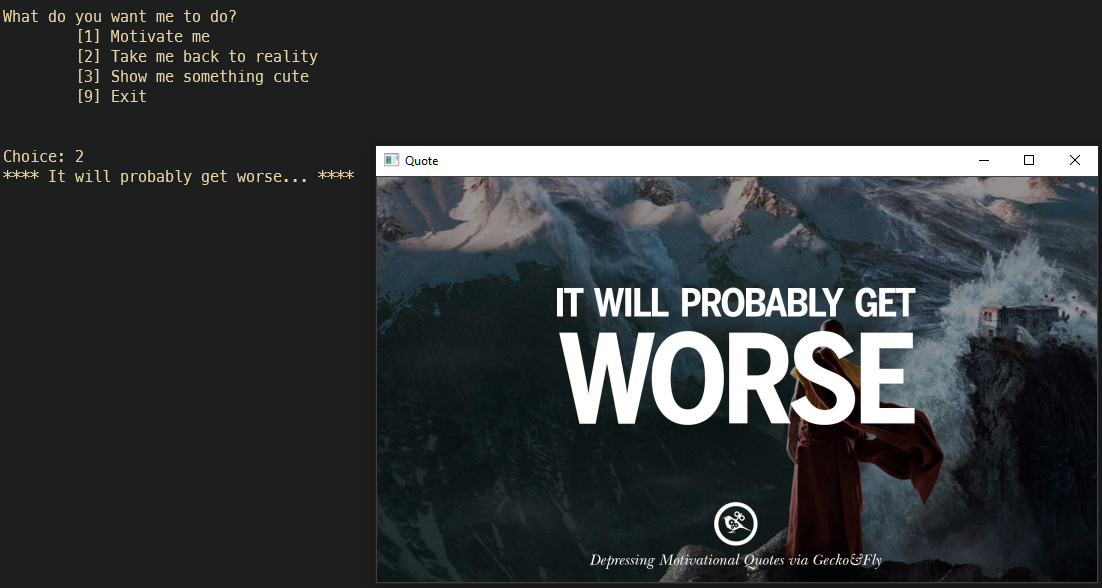 What do you want me to do?
[1] Motivate me
[2] Take me back to reality
[3] Show me something cute
[9] Exit
Choice: 2
**** It will probably get worse... ****
Quote
IT WILL PROBABLY GET
WORSE
Depressing Motivational Quotes via Gecko&Fly